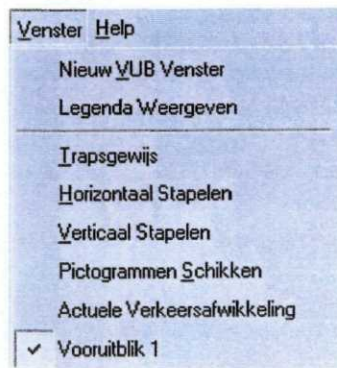 Venster Help
Nieuw VUB Venster
Legenda Weergeven
Trapsgewijs
Horizontaal Stapelen
Verticaal Stapelen
Pictogrammen Schikken
Actuele Verkeersafwikkeling
Vooruitblik 1